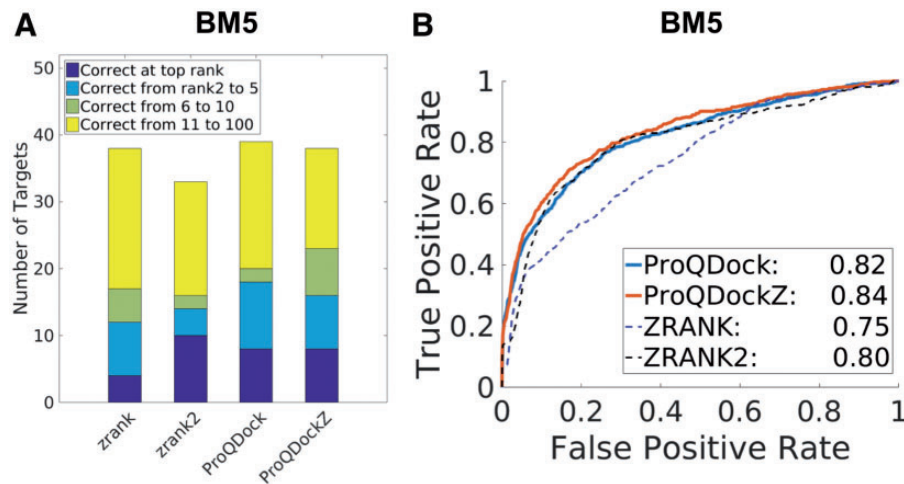 A
BM5
Number of Targets
50
40
30
20
10
0
Correct at top rank
Correct from rank2 to 5
Correct from 6 to 10
Correct from 11 to 100
zrank
zrank2
ProQDock
ProQDockZ
B
BM5
True Positive Rate
1
0.8
0.6
0.4
0.2
0
ProQDock: 0.82
ProQDockZ: 0.84
ZRANK: 0.75
ZRANK2: 0.80
0 0.2 0.4 0.6 0.8 1
False Positive Rate